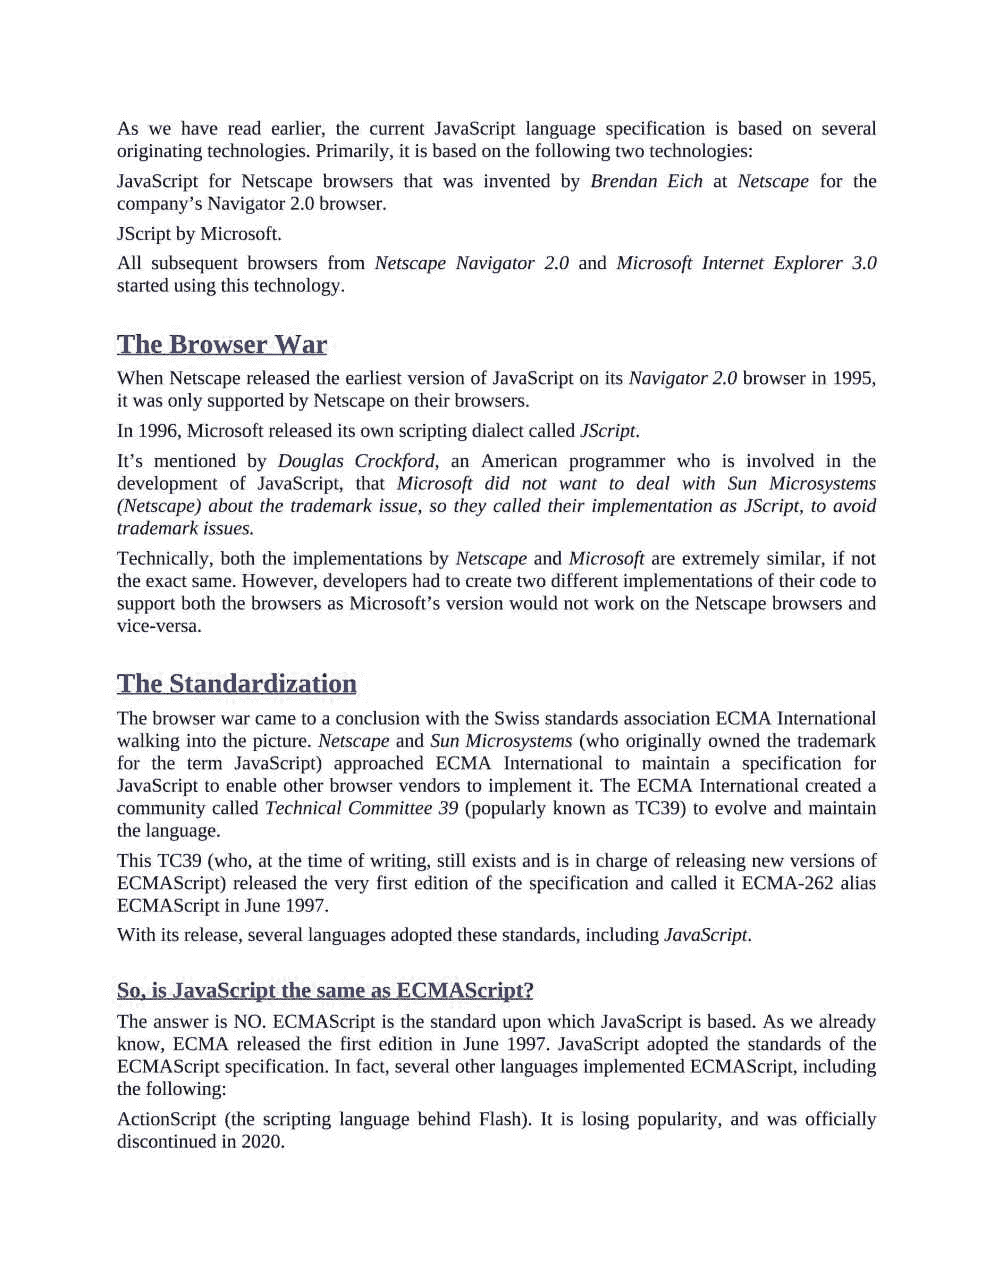 As we have read earlier, the current JavaScript language specification is based on several
originating technologies. Primarily, it is based on the following two technologies:
JavaScript for Netscape browsers that was invented by Brendan Eich at Netscape for the
company’s Navigator 2.0 browser.
JScript by Microsoft.
All subsequent browsers from Netscape Navigator 2.0 and Microsoft Internet Explorer 3.0
started using this technology.
The Browser War
When Netscape released the earliest version of JavaScript on its Navigator 2.0 browser in 1995,
it was only supported by Netscape on their browsers.
In 1996, Microsoft released its own scripting dialect called JScript.
It’s mentioned by Douglas Crockford, an American programmer who is involved in the
development of JavaScript, that Microsoft did not want to deal with Sun Microsystems
(Netscape) about the trademark issue, so they called their implementation as JScript, to avoid
trademark issues.
Technically, both the implementations by Netscape and Microsoft are extremely similar, if not
the exact same. However, developers had to create two different implementations of their code to
support both the browsers as Microsoft’s version would not work on the Netscape browsers and
vice-versa.
The Standardization
The browser war came to a conclusion with the Swiss standards association ECMA International
walking into the picture. Netscape and Sun Microsystems (who originally owned the trademark
for the term JavaScript) approached ECMA International to maintain a specification for
JavaScript to enable other browser vendors to implement it. The ECMA International created a
community called Technical Committee 39 (popularly known as TC39) to evolve and maintain
the language.
This TC39 (who, at the time of writing, still exists and is in charge of releasing new versions of
ECMAScript) released the very first edition of the specification and called it ECMA-262 alias
ECMAScript in June 1997.
With its release, several languages adopted these standards, including JavaScript.
So, is JavaScript the same as ECMAScript?
The answer is NO. ECMAScript is the standard upon which JavaScript is based. As we already
know, ECMA released the first edition in June 1997. JavaScript adopted the standards of the
ECMAScript specification. In fact, several other languages implemented ECMAScript, including
the following:
ActionScript (the scripting language behind Flash). It is losing popularity, and was officially
discontinued in 2020.